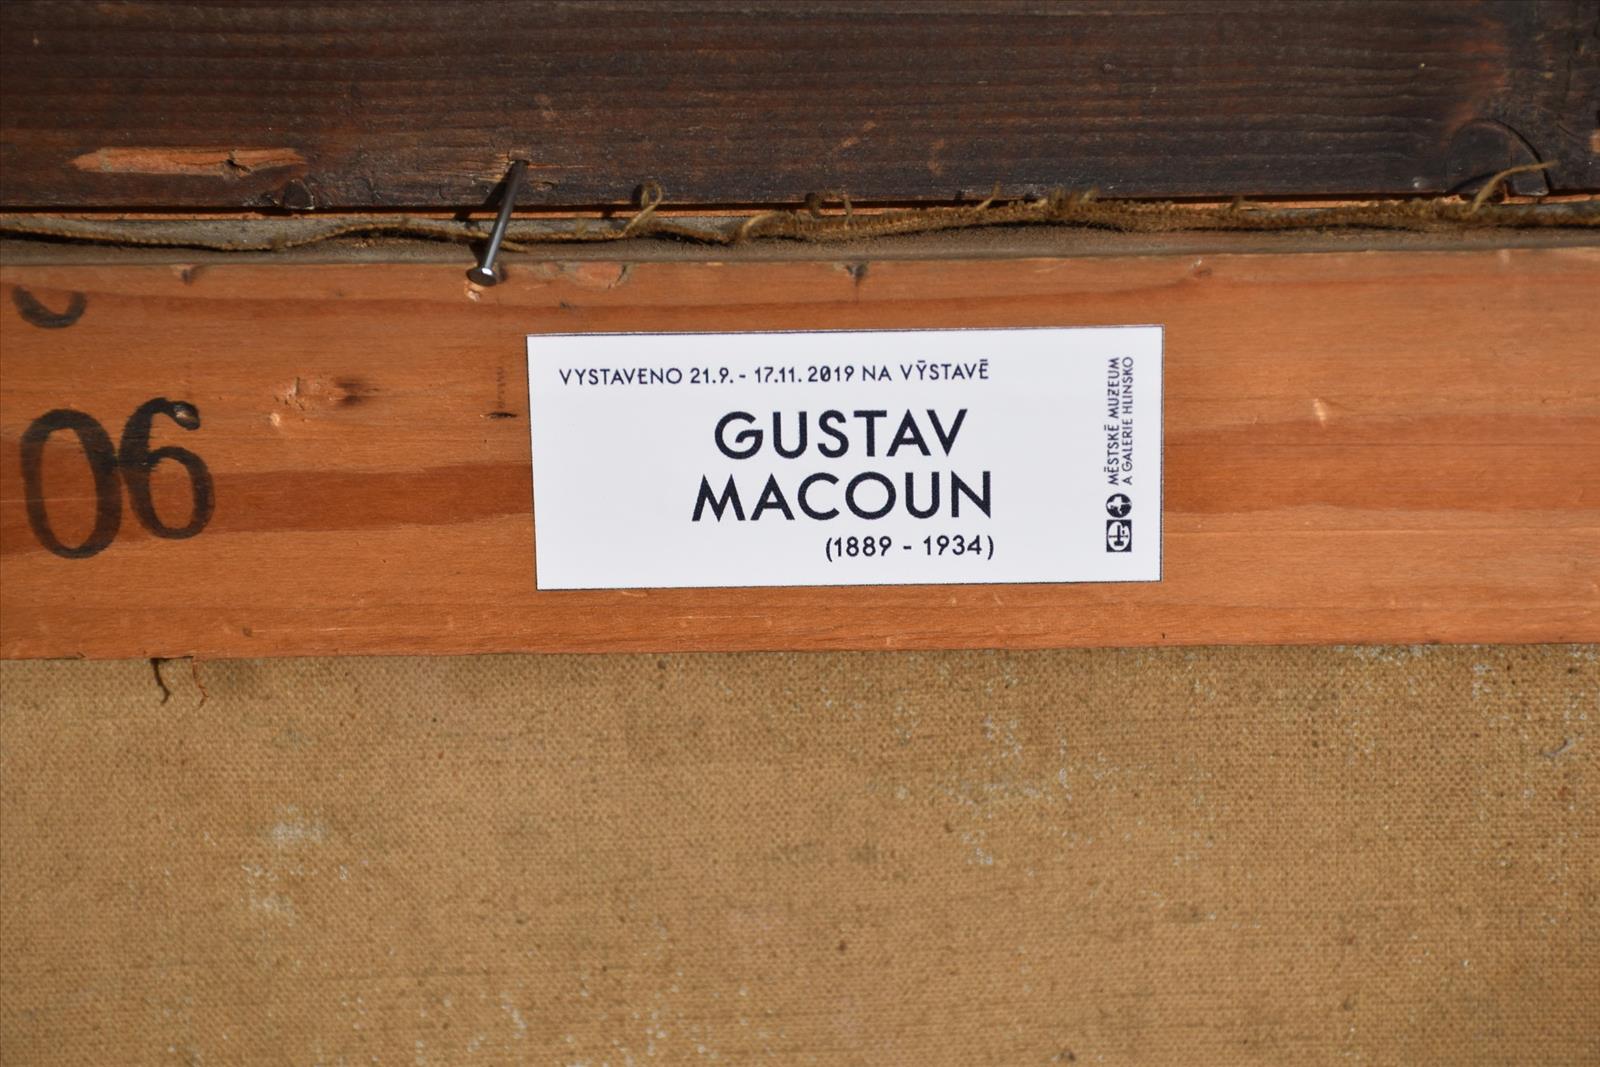 06
VYSTAVENO 21.9. - 17.11. 2019 NA VÝSTAVĚ
GUSTAV
MACOUN
(1889 - 1934)
MĚSTSKÉ MUZEUM
A GALERIE HLINSKO